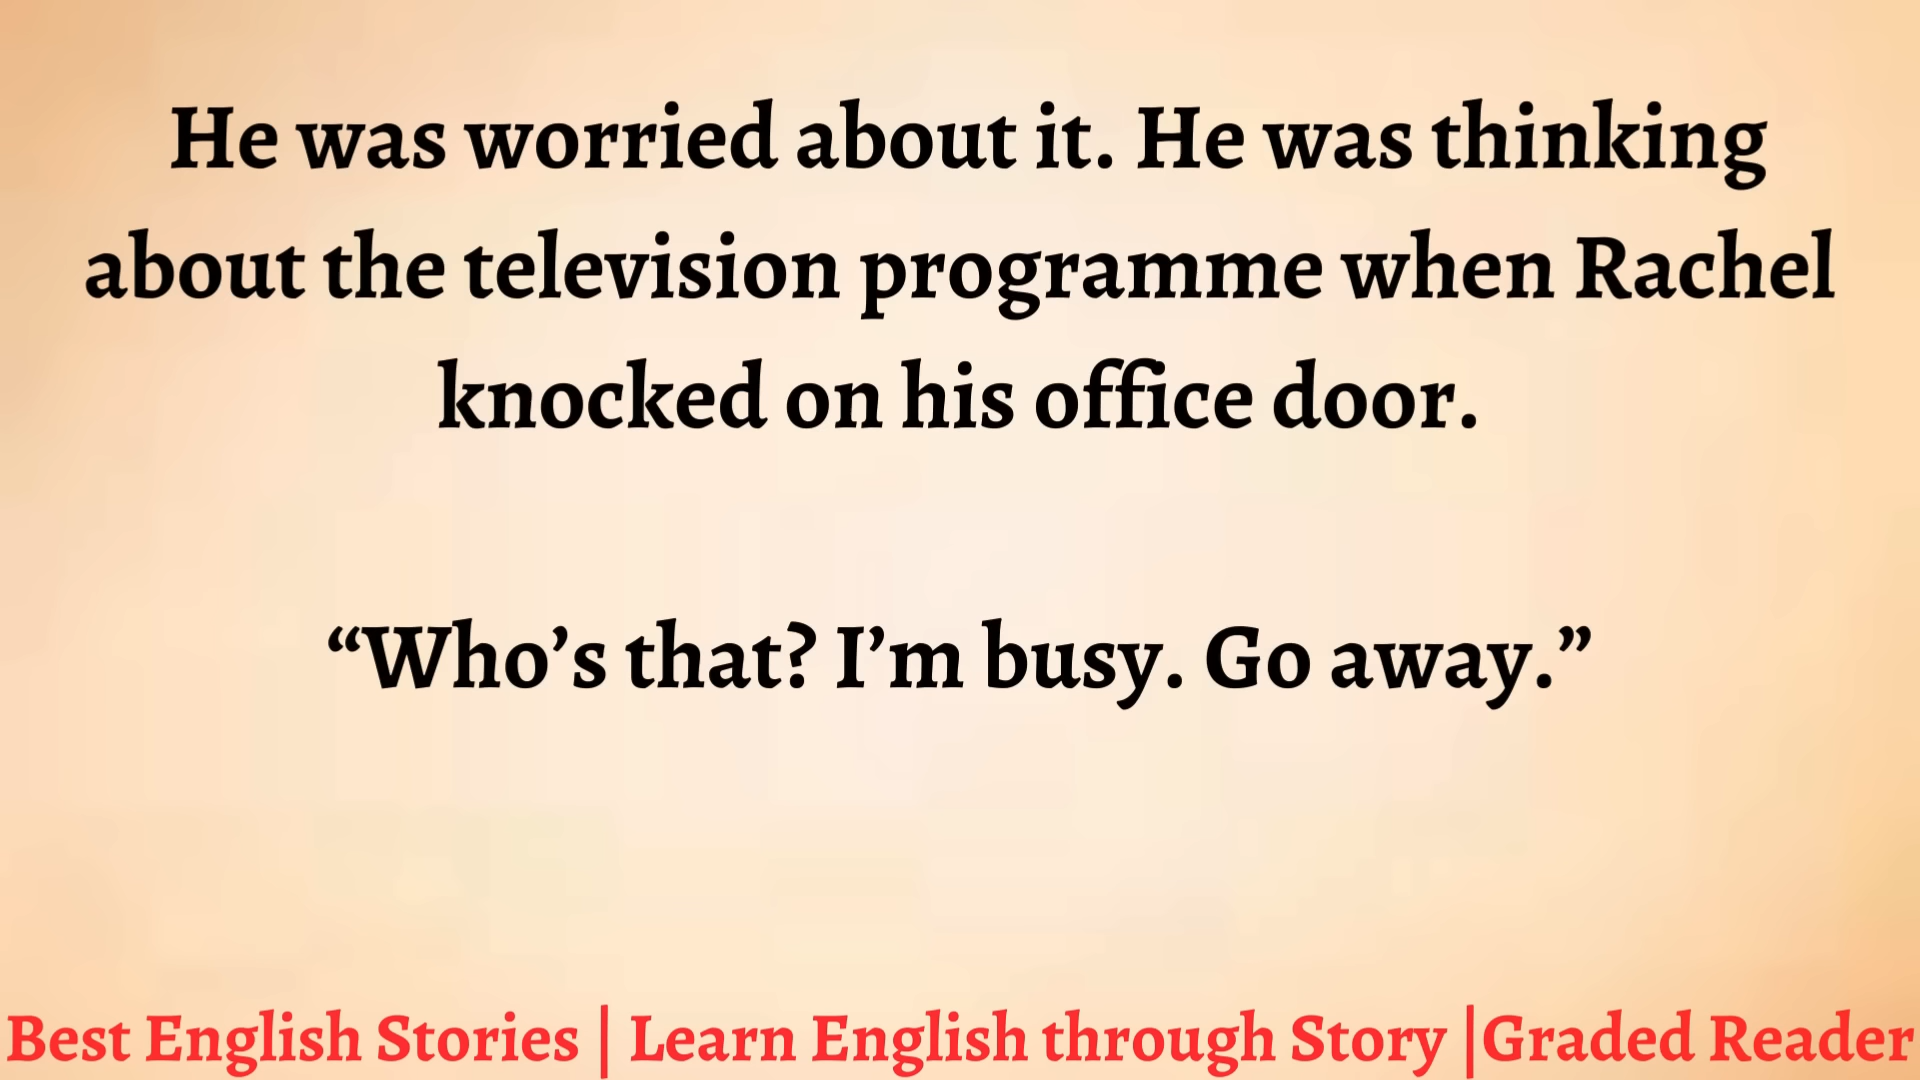 He was worried about it. He was thinking
about the television programme when Rachel
knocked on his office door.
“Who’s that? I’m busy. Go away.”
Best English Stories | Learn English through Story |Graded Reader